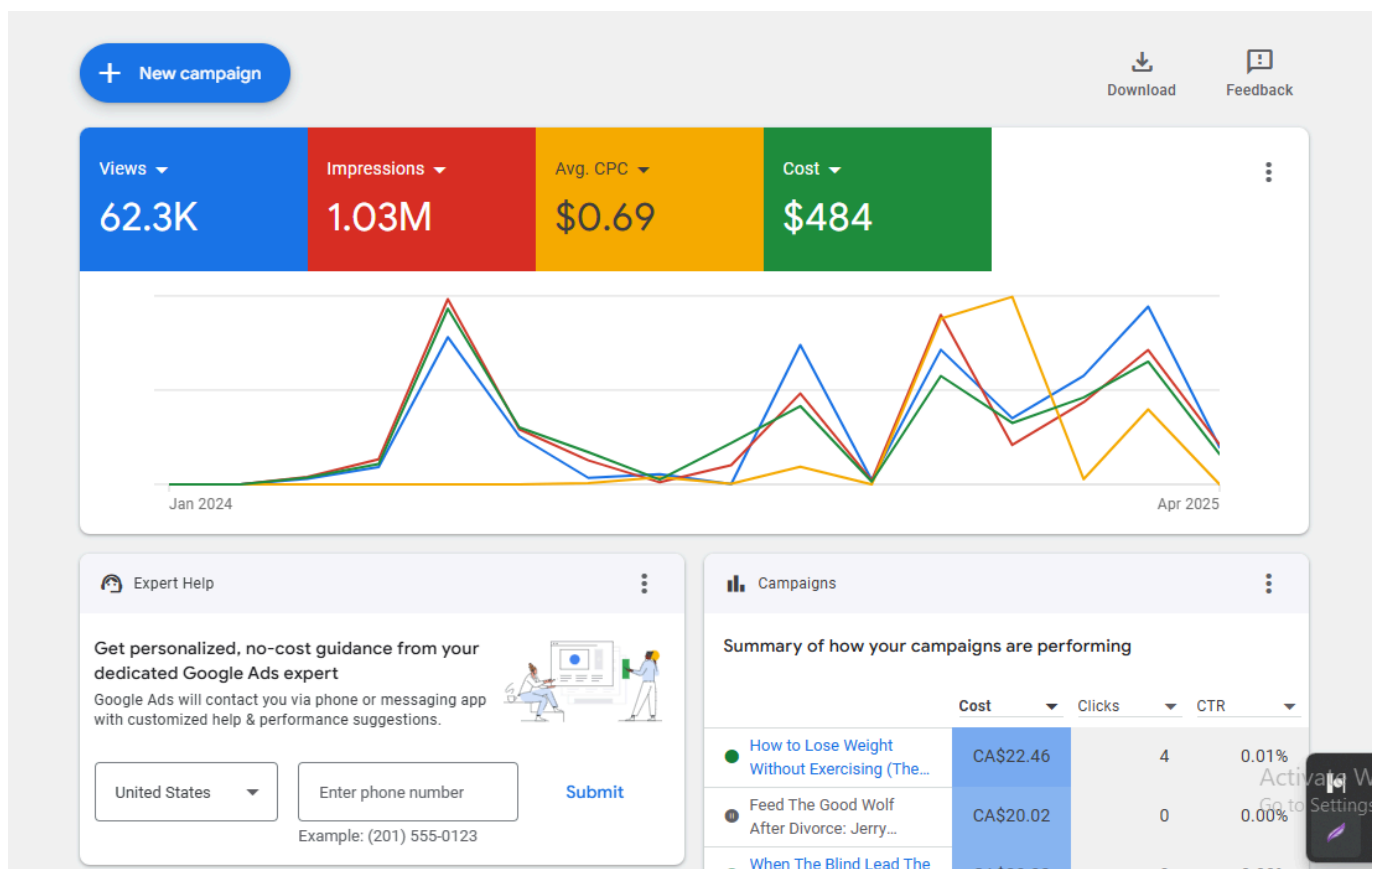 New campaign
Download
Feedback
Views
Impressions
Avg. CPC
Cost
62.3K
1.03M
$0.69
$484
Jan 2024
Apr 2025
Expert Help
Get personalized, no-cost guidance from your
dedicated Google Ads expert
Google Ads will contact you via phone or messaging app
with customized help & performance suggestions.
United States
Enter phone number
Submit
Example: (201) 555-0123
Campaigns
Summary of how your campaigns are performing
Cost
Clicks
CTR
How to Lose Weight
Without Exercising (The...
CA$22.46
4
0.01%
Feed The Good Wolf
After Divorce: Jerry...
CA$20.02
0
0.00%
When The Blind Lead The
Activate W
Go to Settings